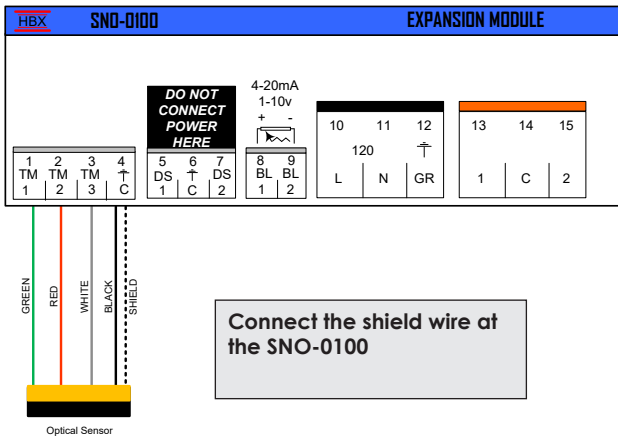 HBX SNO-0100 EXPANSION MODULE
DO NOT
CONNECT
POWER
HERE
4-20mA
1-10v
+ -
1 2 3 4
TM TM TM
1 2 3 C
5 6 7
DS DS
1 C 2
8 9
BL BL
1 2
10 11 12
120
L N GR
13 14 15
1 C 2
GREEN
RED
WHITE
BLACK
SHIELD
Connect the shield wire at
the SNO-0100
Optical Sensor